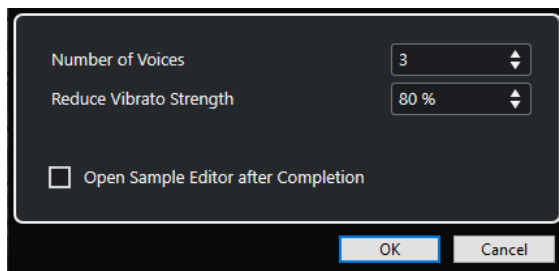 Number of Voices 3
Reduce Vibrato Strength 80 %
Open Sample Editor after Completion
OK Cancel